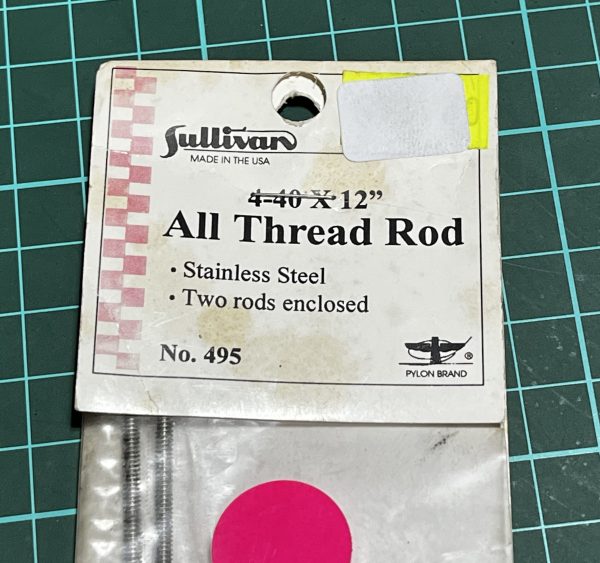 Sullivan
MADE IN THE USA
4-40 X 12”
All Thread Rod
• Stainless Steel
• Two rods enclosed
No. 495
®
PYLON BRAND